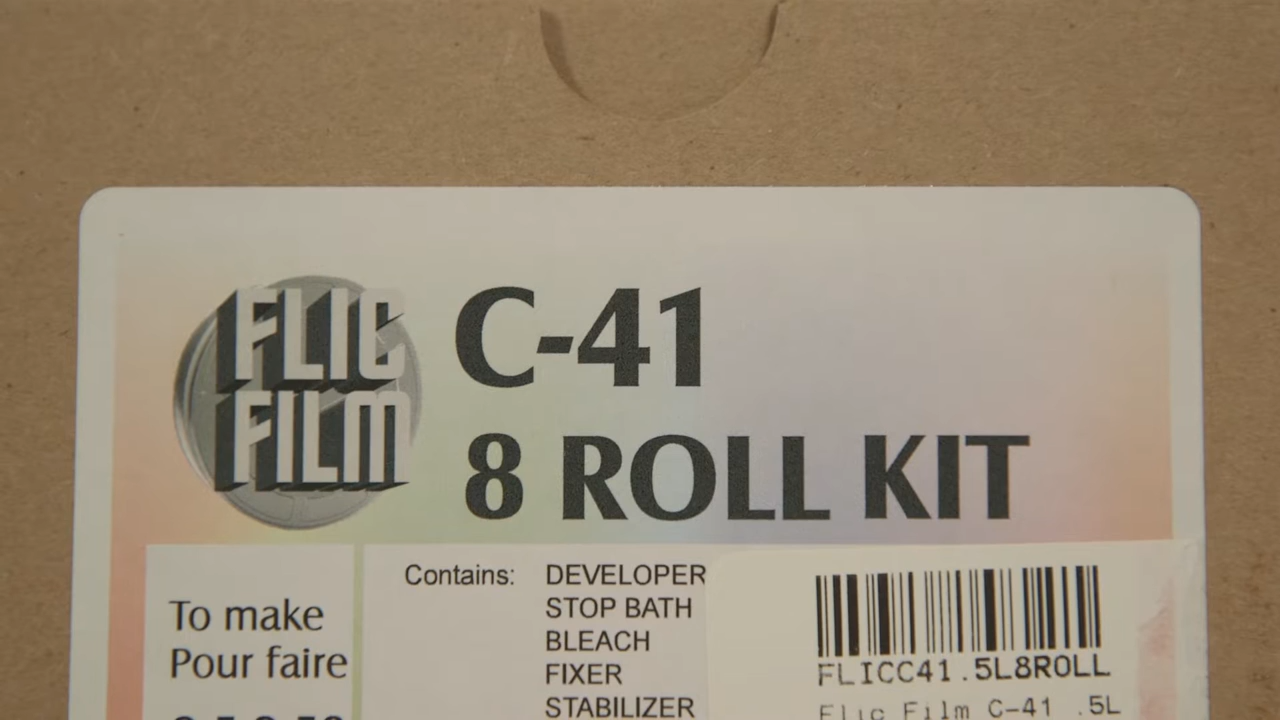 FLIC
FILM
C-41
8 ROLL KIT
To make
Pour faire
Contains:
DEVELOPER
STOP BATH
BLEACH
FIXER
STABILIZER
FLICC41.5L8ROLL
Flic Film C-41 .5L